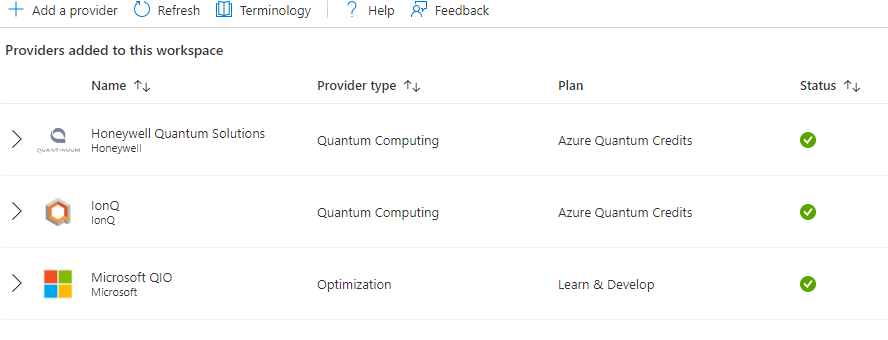 Add a provider Refresh Terminology Help Feedback
Providers added to this workspace
Name Provider type Plan Status
Honeywell Quantum Solutions
Honeywell
QUANTINUUM
Quantum Computing
Azure Quantum Credits
IonQ
IonQ
Quantum Computing
Azure Quantum Credits
Microsoft QIO
Microsoft
Optimization
Learn & Develop